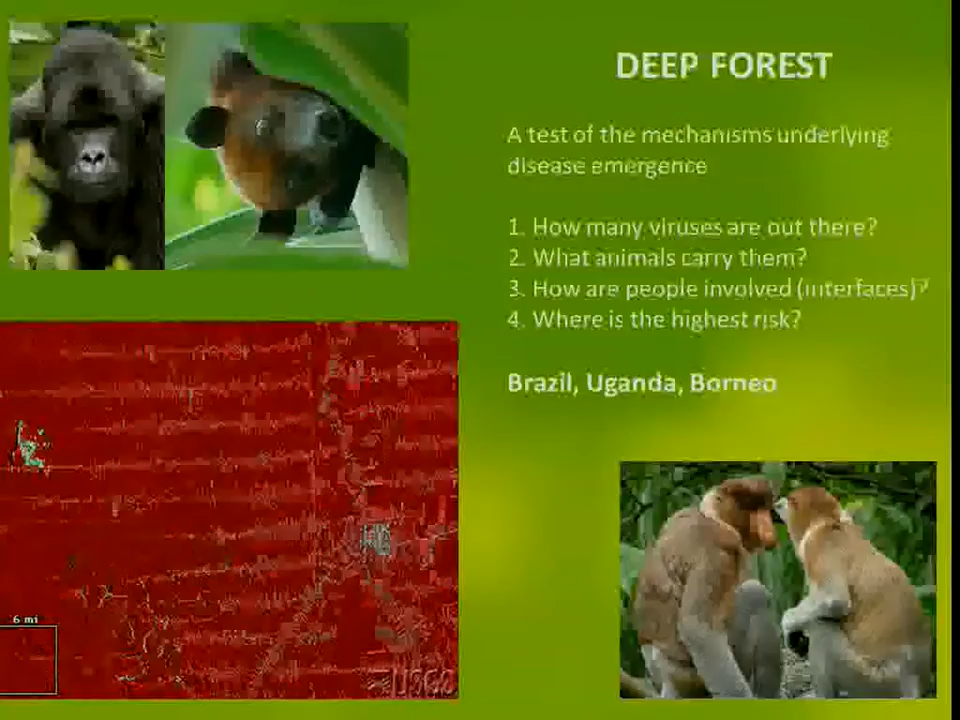 DEEP FOREST
A test of the mechanisms underlying
disease emergence
1. How many viruses are out there?
2. What animals carry them?
3. How are people involved (interfaces)?
4. Where is the highest risk?
Brazil, Uganda, Borneo
6 mi
USGS